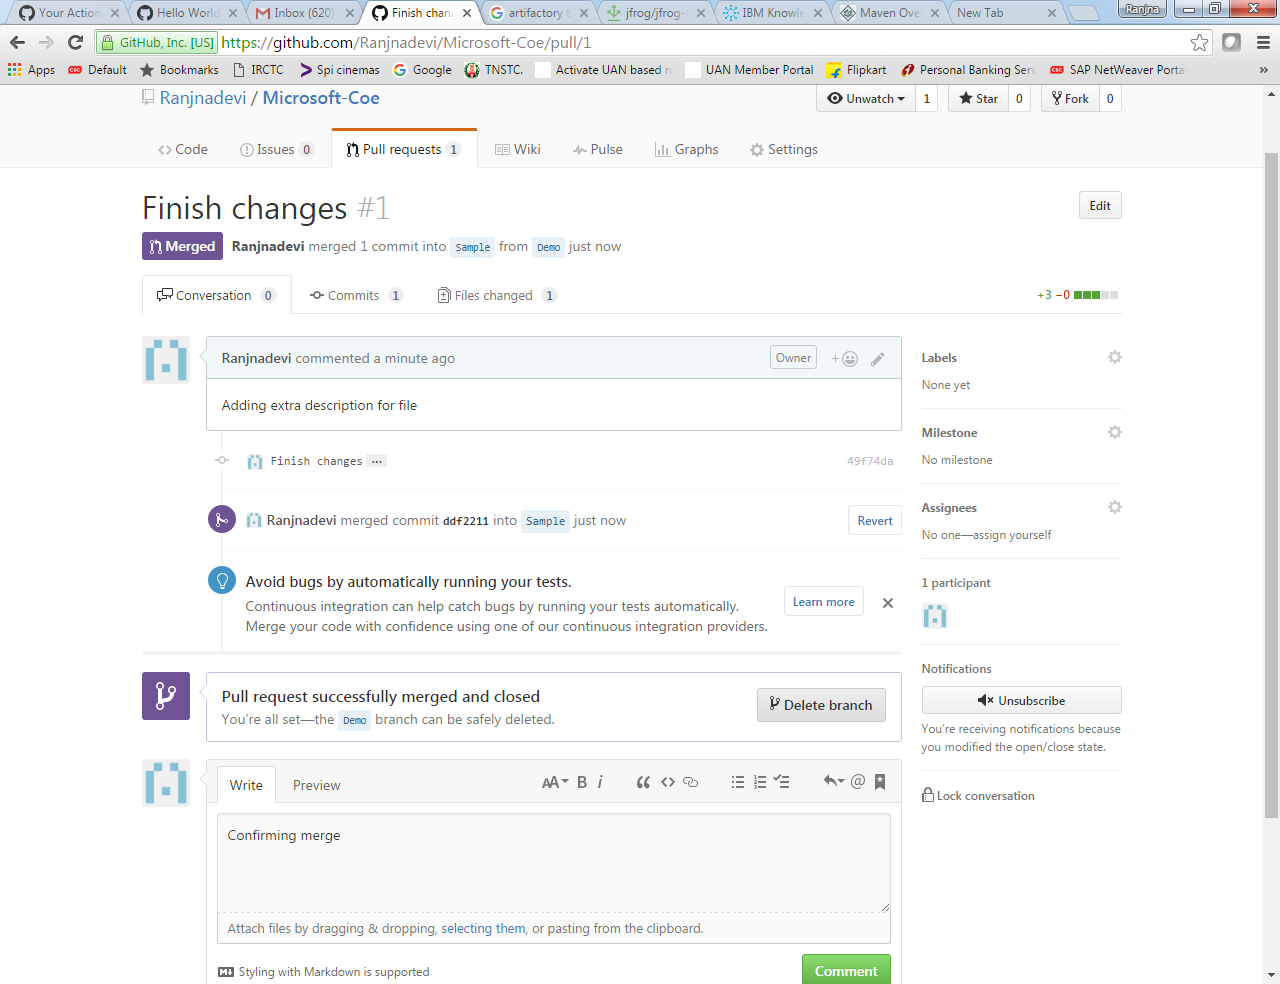 Your Action
Hello World
Inbox (620)
Finish chang
artifactory t
jfrog/jfrog-
IBM Knowle
Maven Ove
New Tab
Ranjna
GitHub, Inc. [US]
https://github.com/Ranjnadevi/Microsoft-Coe/pull/1
Apps
Default
Bookmarks
IRCTC
Spi cinemas
Google
TNSTC.
Activate UAN based r
UAN Member Portal
Flipkart
Personal Banking Serv
SAP NetWeaver Porta
»
Ranjnadevi / Microsoft-Coe
Unwatch 1
Star 0
Fork 0
Code
Issues 0
Pull requests 1
Wiki
Pulse
Graphs
Settings
Finish changes #1
Edit
Merged
Ranjnadevi merged 1 commit into Sample from Demo just now
Conversation 0
Commits 1
Files changed 1
+3 −0
Ranjnadevi commented a minute ago
Owner
+
Adding extra description for file
Finish changes …
49f74da
Ranjnadevi merged commit ddf2211 into Sample just now
Revert
Avoid bugs by automatically running your tests.
Continuous integration can help catch bugs by running your tests automatically.
Merge your code with confidence using one of our continuous integration providers.
Learn more
Pull request successfully merged and closed
You're all set—the Demo branch can be safely deleted.
Delete branch
Write
Preview
AA B i
@
Confirming merge
Attach files by dragging & dropping, selecting them, or pasting from the clipboard.
Styling with Markdown is supported
Comment
Labels
None yet
Milestone
No milestone
Assignees
No one—assign yourself
1 participant
Notifications
Unsubscribe
You're receiving notifications because
you modified the open/close state.
Lock conversation